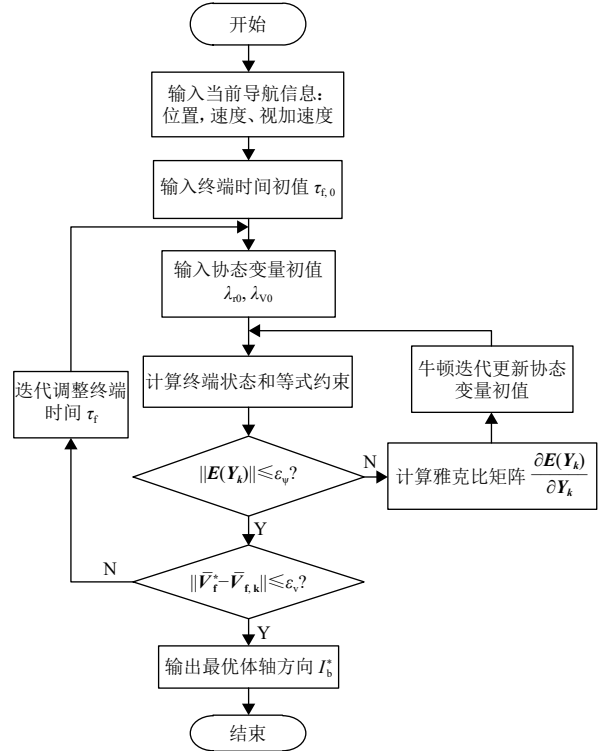 开始
输入当前导航信息：
位置，速度、视加速度
输入终端时间初值 τf, 0
输入协态变量初值
λr0, λV0
计算终端状态和等式约束
牛顿迭代更新协态
变量初值
迭代调整终端
时间 τf
||E(Yk)||≤εψ?
N
计算雅克比矩阵 ∂E(Yk)/∂Yk
Y
||V̄f*−V̄f, k||≤εv?
N
Y
输出最优体轴方向 Ib*
结束